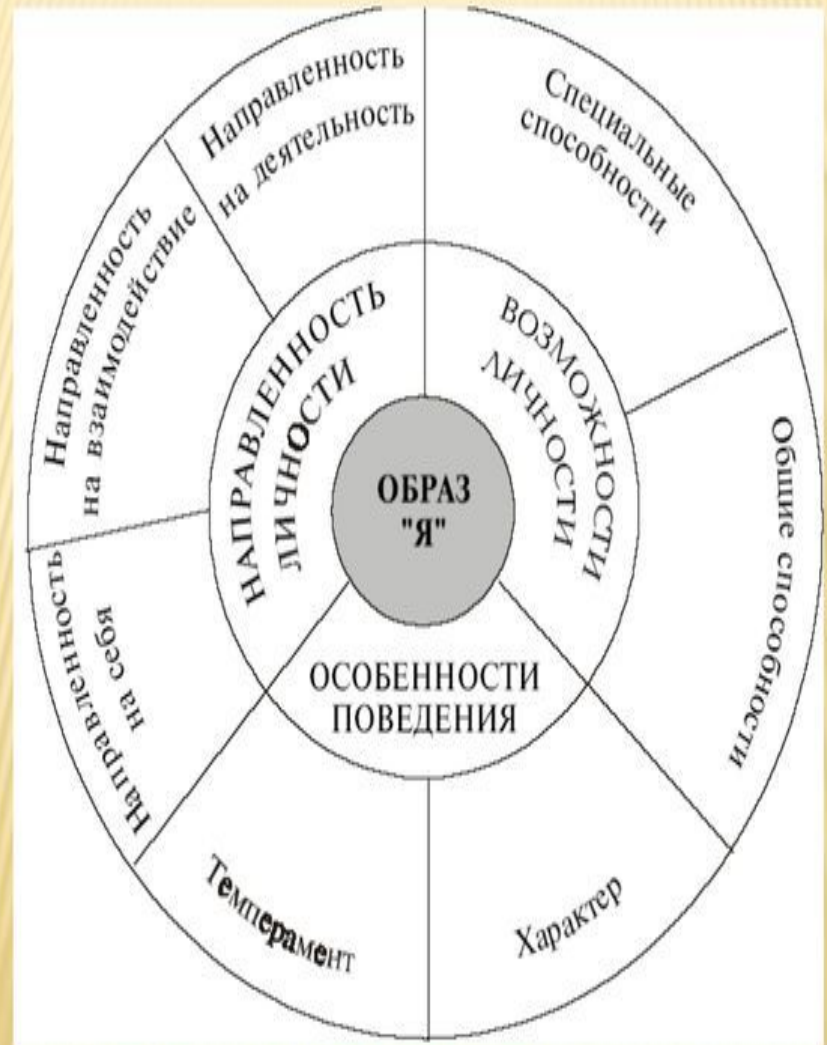 Направленность
на деятельность
Специальные
способности
Направленность
на взаимодействие
НАПРАВЛЕННОСТЬ
ЛИЧНОСТИ
ВОЗМОЖНОСТИ
ЛИЧНОСТИ
ОБРАЗ
"Я"
Общие способности
Направленность
на себя
ОСОБЕННОСТИ
ПОВЕДЕНИЯ
Темперамент
Характер